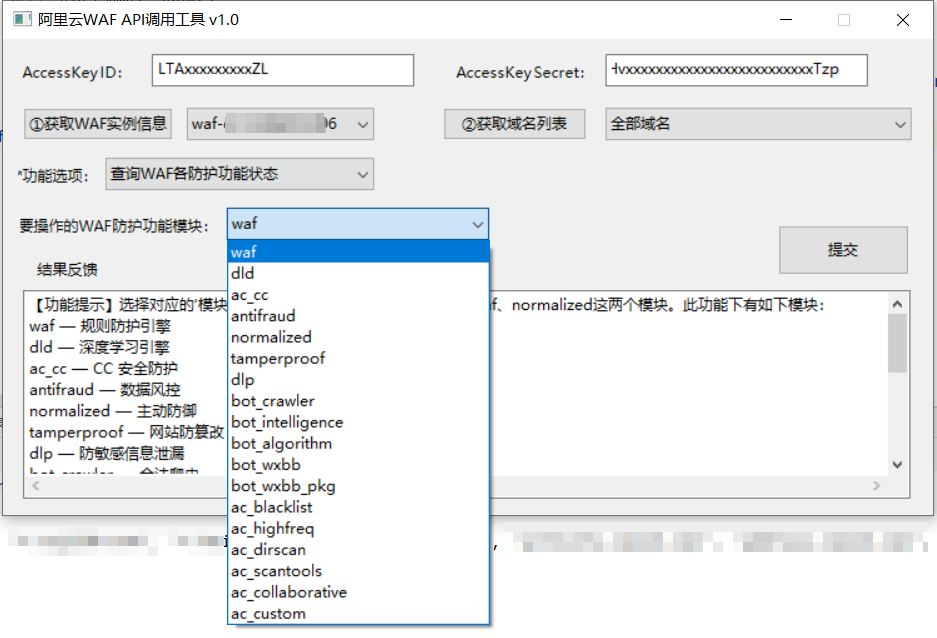 阿里云WAF API调用工具 v1.0
AccessKeyID: LTAxxxxxxxxxZL AccessKeySecret: HvxxxxxxxxxxxxxxxxxxxxxxxxxxTzp
①获取WAF实例信息 waf- 06 ②获取域名列表 全部域名
*功能选项: 查询WAF各防护功能状态
要操作的WAF防护功能模块: waf
提交
结果反馈
waf
dld
ac_cc
antifraud
normalized
tamperproof
dlp
bot_crawler
bot_intelligence
bot_algorithm
bot_wxbb
bot_wxbb_pkg
ac_blacklist
ac_highfreq
ac_dirscan
ac_scantools
ac_collaborative
ac_custom
【功能提示】选择对应的'模块 f、normalized这两个模块。此功能下有如下模块:
waf — 规则防护引擎
dld — 深度学习引擎
ac_cc — CC 安全防护
antifraud — 数据风控
normalized — 主动防御
tamperproof — 网站防篡改
dlp — 防敏感信息泄漏